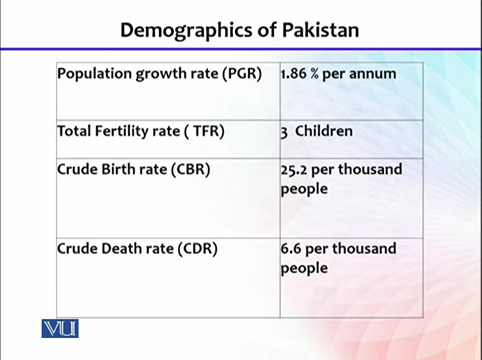 Demographics of Pakistan
Population growth rate (PGR) 1.86 % per annum
Total Fertility rate ( TFR) 3 Children
Crude Birth rate (CBR) 25.2 per thousand
people
Crude Death rate (CDR) 6.6 per thousand
people
VU